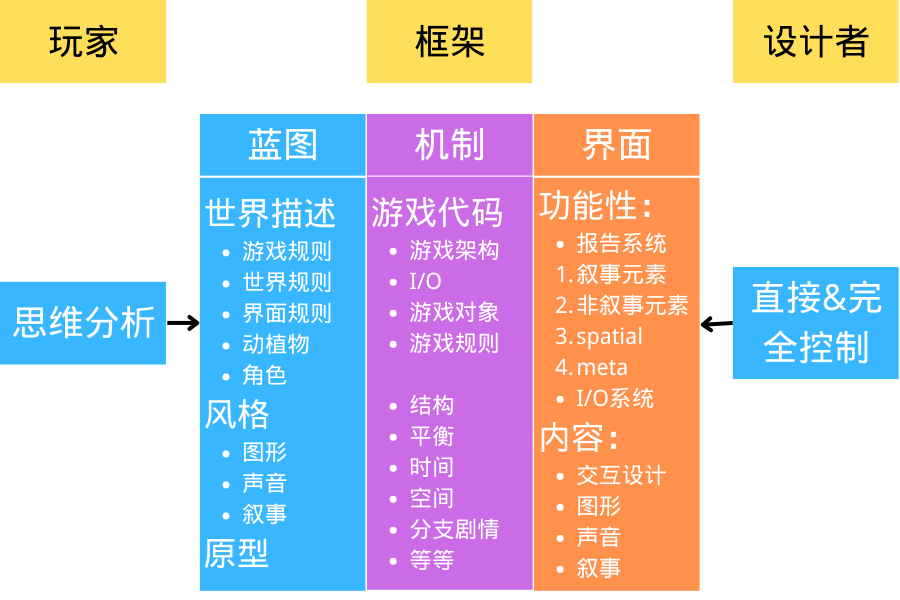 玩家
框架
设计者
思维分析
蓝图
世界描述
• 游戏规则
• 世界规则
• 界面规则
• 动植物
• 角色
风格
• 图形
• 声音
• 叙事
原型
机制
游戏代码
• 游戏架构
• I/O
• 游戏对象
• 游戏规则
• 结构
• 平衡
• 时间
• 空间
• 分支剧情
• 等等
界面
功能性：
• 报告系统
1. 叙事元素
2. 非叙事元素
3. spatial
4. meta
• I/O系统
内容：
• 交互设计
• 图形
• 声音
• 叙事
直接&完
全控制